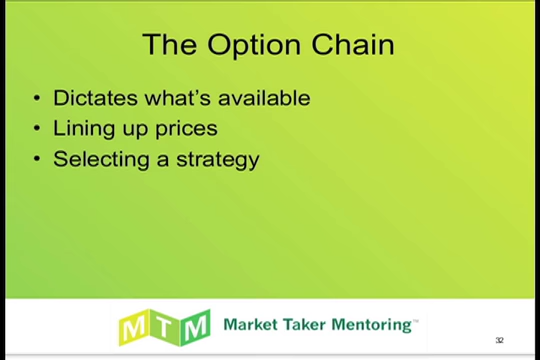 The Option Chain
• Dictates what's available
• Lining up prices
• Selecting a strategy
MTM Market Taker Mentoring™
32